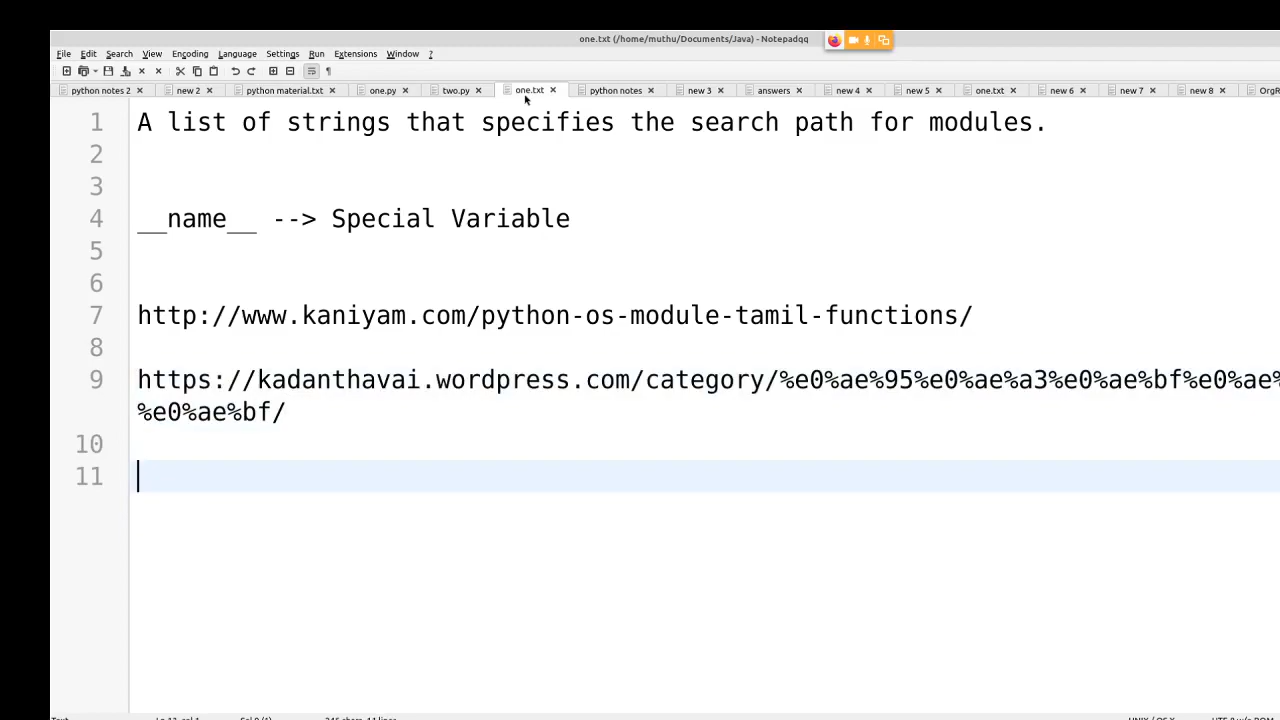 one.txt (/home/muthu/Documents/Java) - Notepadqq
File Edit Search View Encoding Language Settings Run Extensions Window ?
python notes 2 new 2 python material.txt one.py two.py one.txt python notes new 3 answers new 4 new 5 one.txt new 6 new 7 new 8
1 A list of strings that specifies the search path for modules.
2
3
4 __name__ --> Special Variable
5
6
7 http://www.kaniyam.com/python-os-module-tamil-functions/
8
9 https://kadanthavai.wordpress.com/category/%e0%ae%95%e0%ae%a3%e0%ae%bf%e0%ae%
%e0%ae%bf/
10
11